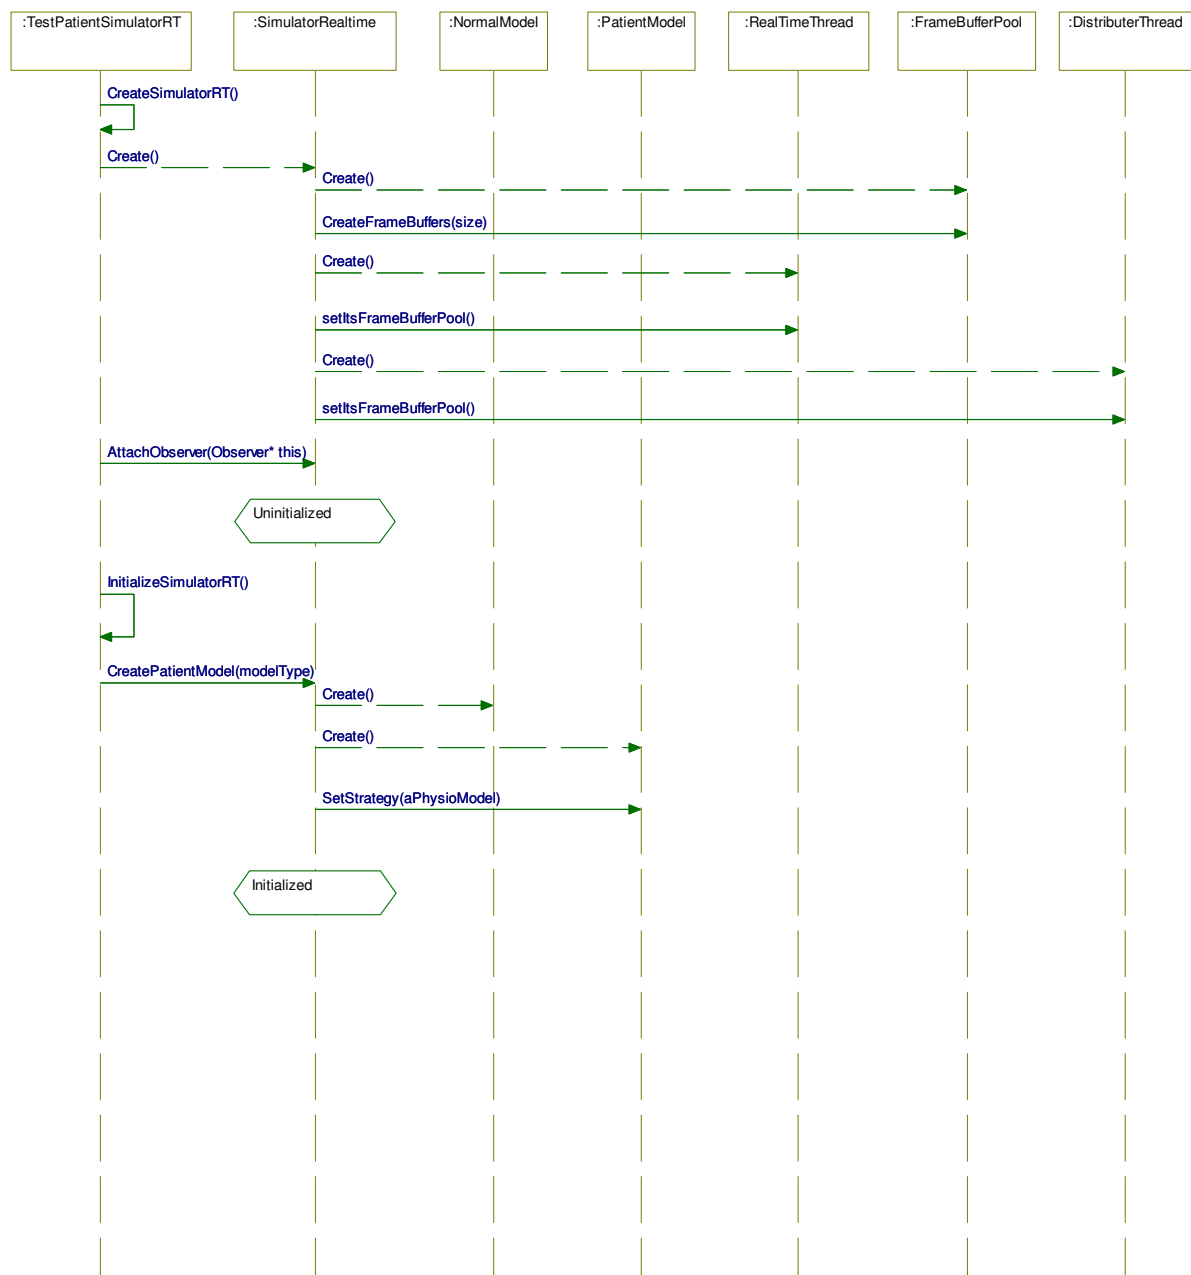 :TestPatientSimulatorRT
:SimulatorRealtime
:NormalModel
:PatientModel
:RealTimeThread
:FrameBufferPool
:DistributerThread
CreateSimulatorRT()
Create()
Create()
CreateFrameBuffers(size)
Create()
setItsFrameBufferPool()
Create()
setItsFrameBufferPool()
AttachObserver(Observer* this)
Uninitialized
InitializeSimulatorRT()
CreatePatientModel(modelType)
Create()
Create()
SetStrategy(aPhysioModel)
Initialized